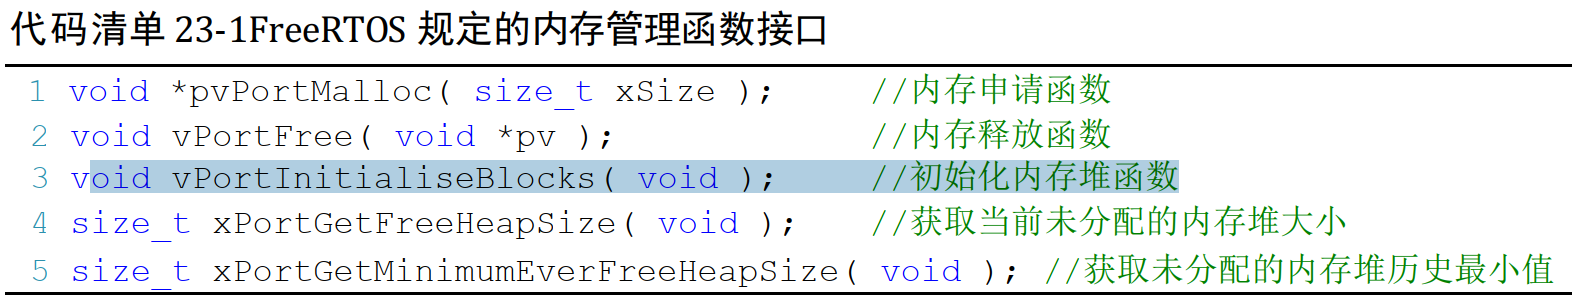 代码清单 23-1FreeRTOS 规定的内存管理函数接口
1 void *pvPortMalloc( size_t xSize ); //内存申请函数
2 void vPortFree( void *pv ); //内存释放函数
3 void vPortInitialiseBlocks( void ); //初始化内存堆函数
4 size_t xPortGetFreeHeapSize( void ); //获取当前未分配的内存堆大小
5 size_t xPortGetMinimumEverFreeHeapSize( void ); //获取未分配的内存堆历史最小值